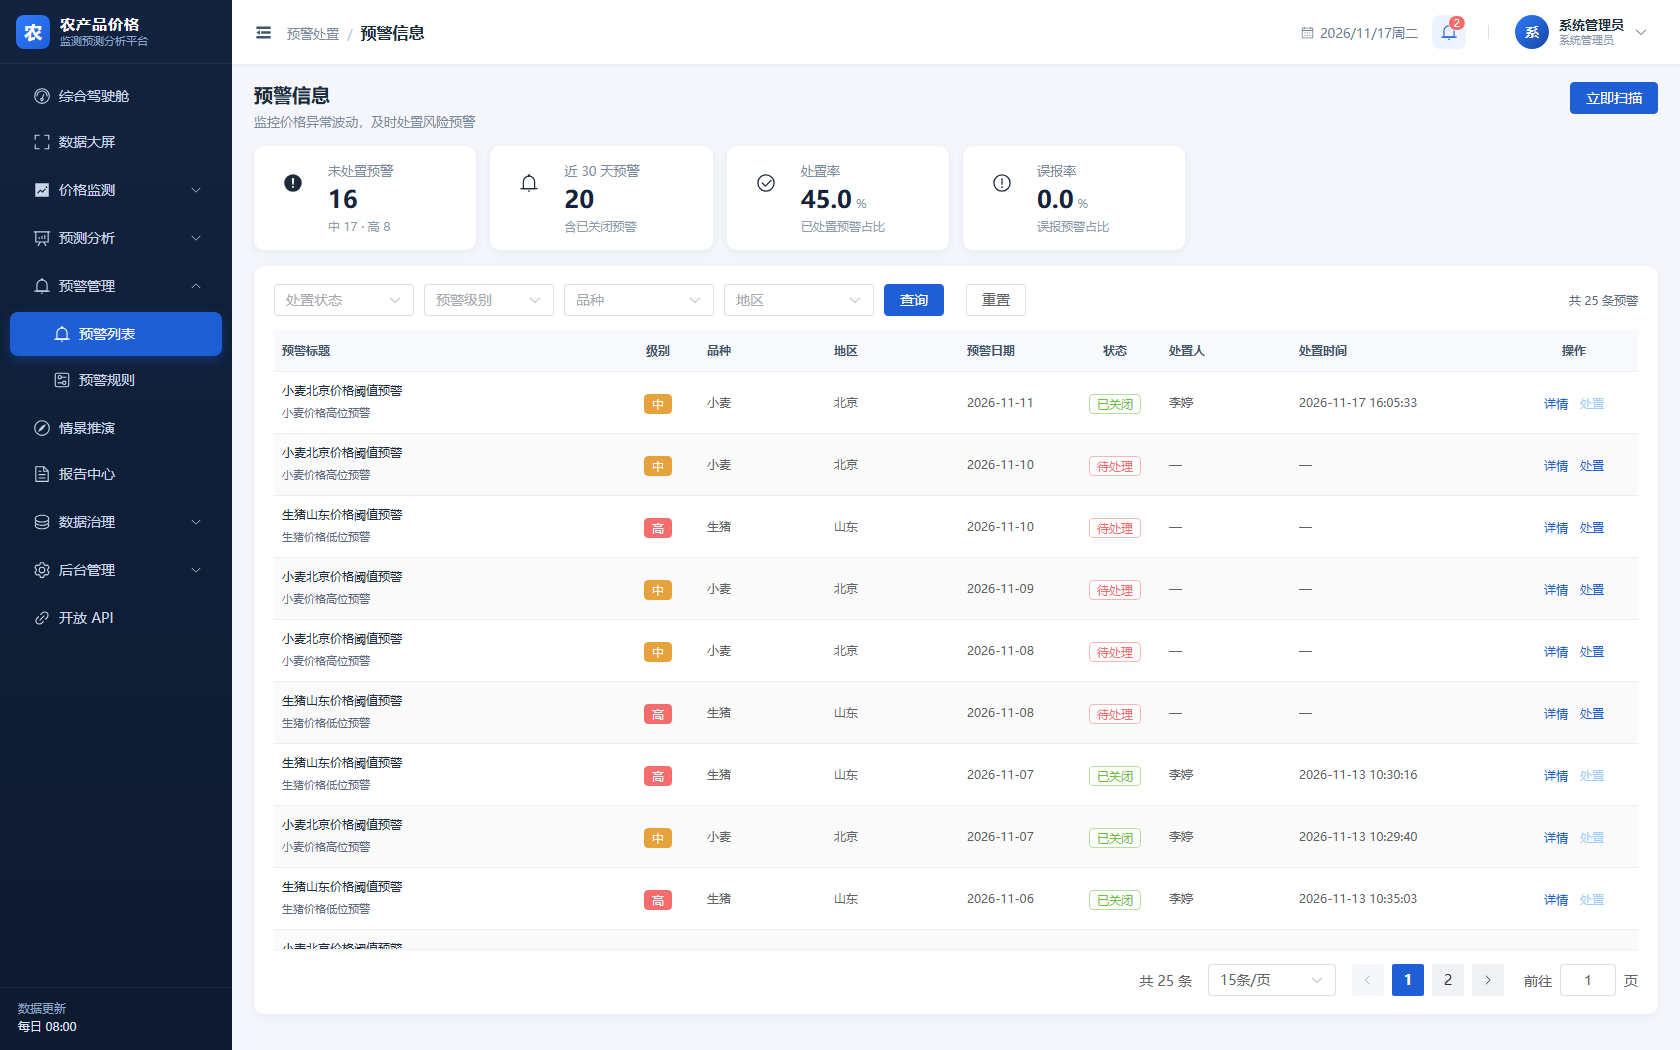 农
农产品价格
监测预测分析平台
综合驾驶舱
数据大屏
价格监测
预测分析
预警管理
预警列表
预警规则
情景推演
报告中心
数据治理
后台管理
开放 API
数据更新
每日 08:00
预警处置 / 预警信息
2026/11/17周二
2
系
系统管理员
系统管理员
预警信息
监控价格异常波动，及时处置风险预警
立即扫描
未处置预警
16
中 17 · 高 8
近 30 天预警
20
含已关闭预警
处置率
45.0 %
已处置预警占比
误报率
0.0 %
误报预警占比
处置状态 预警级别 品种 地区 查询 重置 共 25 条预警
预警标题 级别 品种 地区 预警日期 状态 处置人 处置时间 操作
小麦北京价格阈值预警
小麦价格高位预警
中 小麦 北京 2026-11-11 已关闭 李婷 2026-11-17 16:05:33 详情 处置
小麦北京价格阈值预警
小麦价格高位预警
中 小麦 北京 2026-11-10 待处理 — — 详情 处置
生猪山东价格阈值预警
生猪价格低位预警
高 生猪 山东 2026-11-10 待处理 — — 详情 处置
小麦北京价格阈值预警
小麦价格高位预警
中 小麦 北京 2026-11-09 待处理 — — 详情 处置
小麦北京价格阈值预警
小麦价格高位预警
中 小麦 北京 2026-11-08 待处理 — — 详情 处置
生猪山东价格阈值预警
生猪价格低位预警
高 生猪 山东 2026-11-08 待处理 — — 详情 处置
生猪山东价格阈值预警
生猪价格低位预警
高 生猪 山东 2026-11-07 已关闭 李婷 2026-11-13 10:30:16 详情 处置
小麦北京价格阈值预警
小麦价格高位预警
中 小麦 北京 2026-11-07 已关闭 李婷 2026-11-13 10:29:40 详情 处置
生猪山东价格阈值预警
生猪价格低位预警
高 生猪 山东 2026-11-06 已关闭 李婷 2026-11-13 10:35:03 详情 处置
小麦北京价格阈值预警
共 25 条 15条/页 1 2 前往 1 页